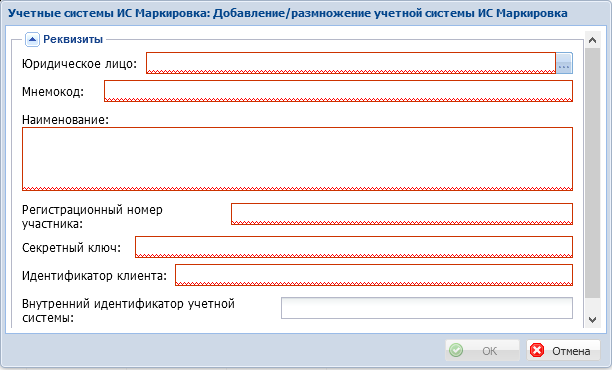 Учетные системы ИС Маркировка: Добавление/размножение учетной системы ИС Маркировка
Реквизиты
Юридическое лицо:
...
Мнемокод:
Наименование:
Регистрационный номер
участника:
Секретный ключ:
Идентификатор клиента:
Внутренний идентификатор учетной
системы:
OK
Отмена